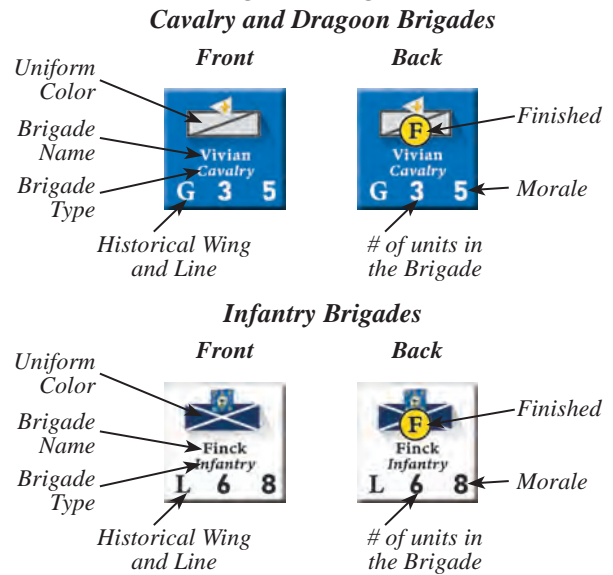 Cavalry and Dragoon Brigades
Front
Back
Uniform
Color
Brigade
Name
Brigade
Type
Vivian
Cavalry
G 3 5
F
Vivian
Cavalry
G 3 5
Finished
Morale
Historical Wing
and Line
# of units in
the Brigade
Infantry Brigades
Front
Back
Uniform
Color
Brigade
Name
Brigade
Type
Finck
Infantry
L 6 8
F
Finck
Infantry
L 6 8
Finished
Morale
Historical Wing
and Line
# of units in
the Brigade